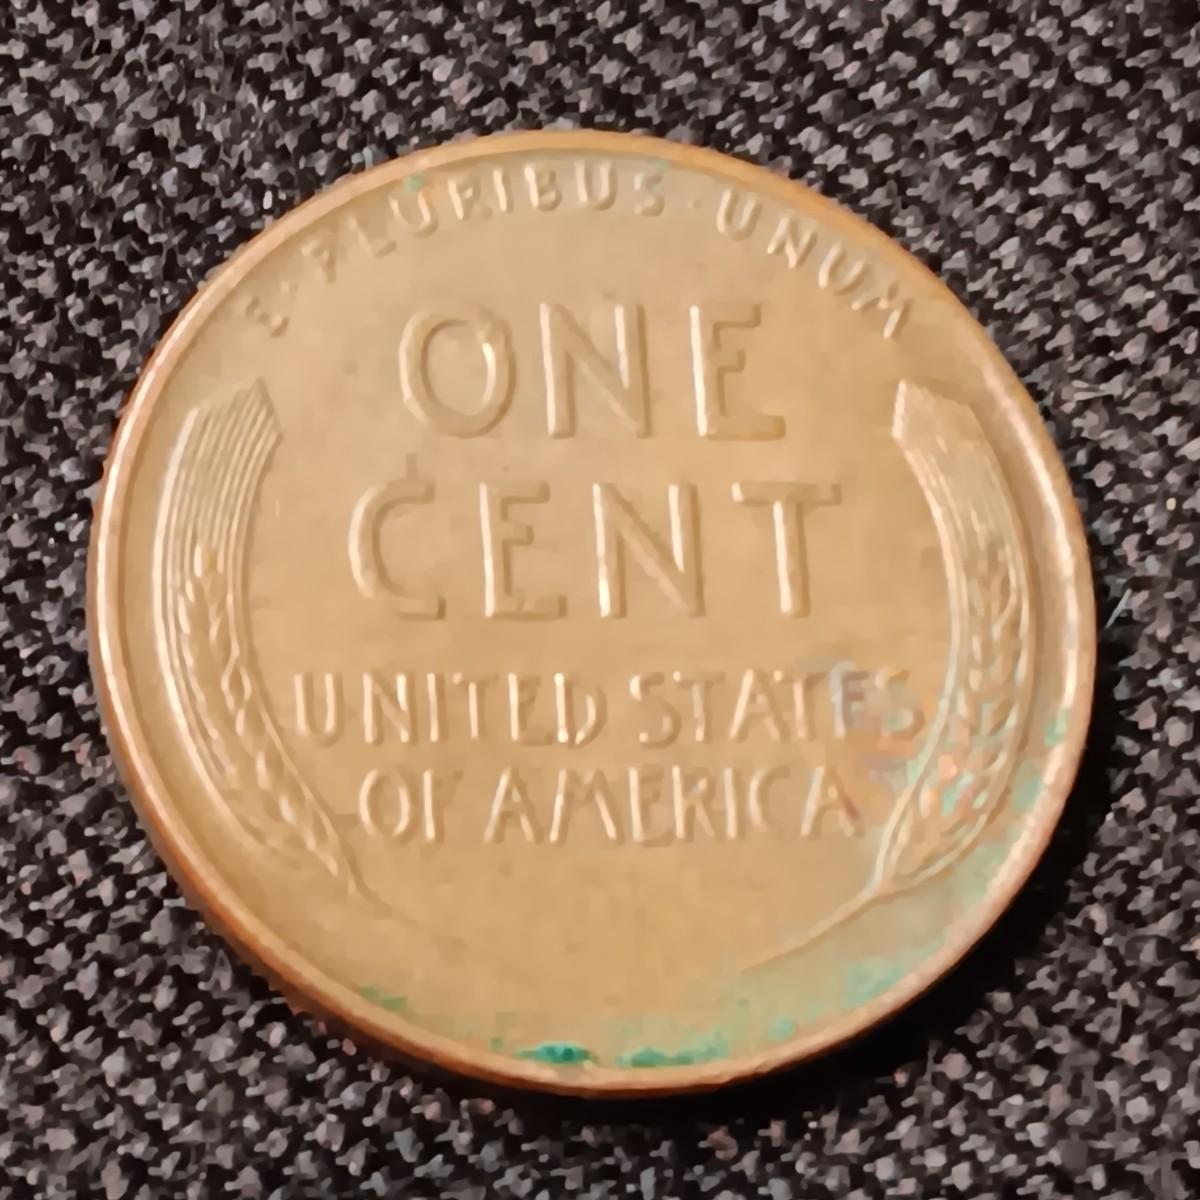 E · PLURIBUS · UNUM
ONE
CENT
UNITED STATES
OF AMERICA